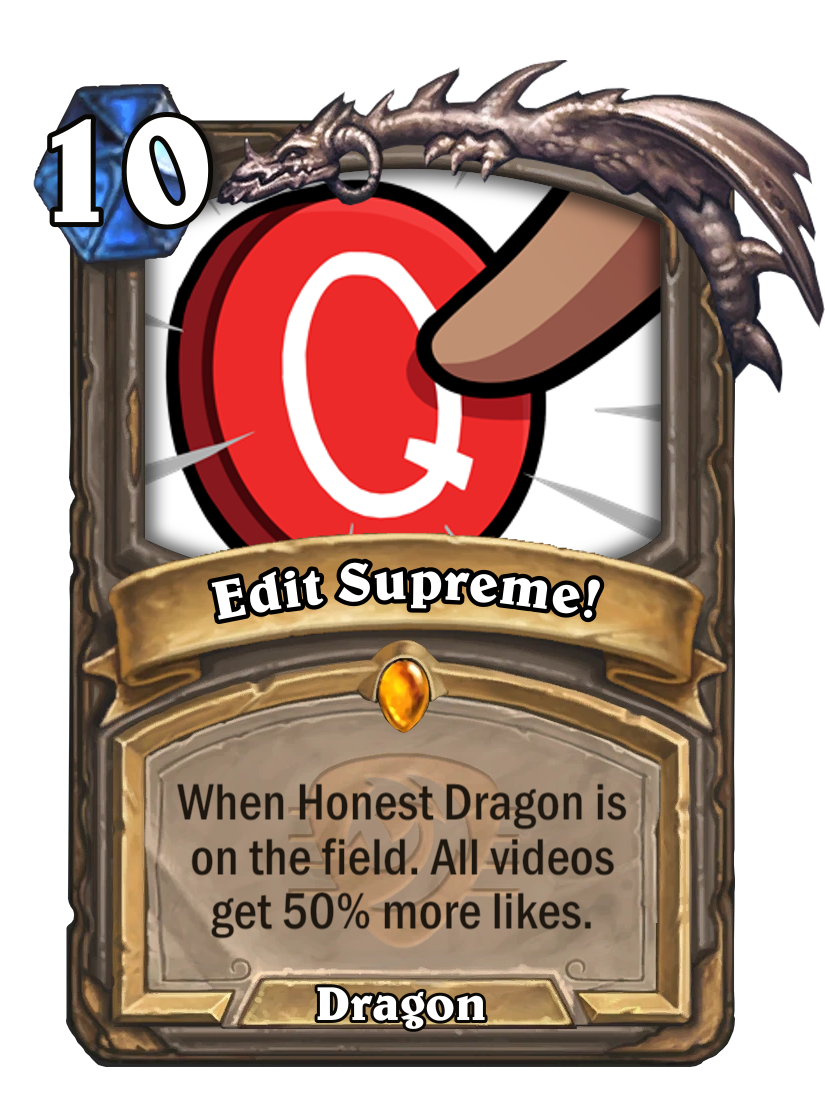 10
Q
Edit Supreme!
When Honest Dragon is
on the field. All videos
get 50% more likes.
Dragon